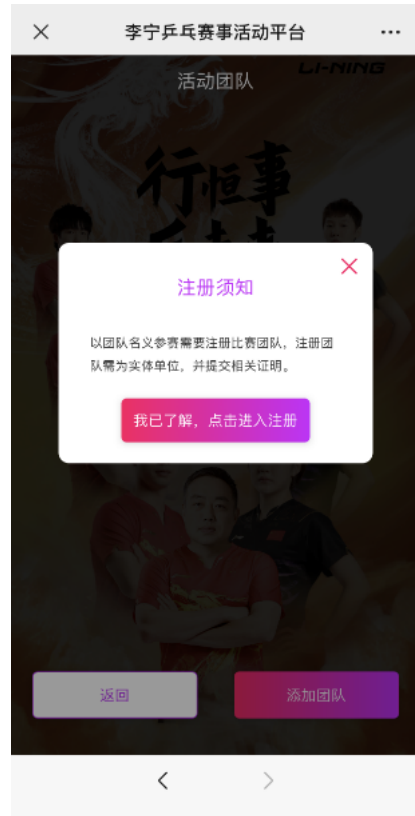 李宁乒乓赛事活动平台
LI-NING
活动团队
行恒事
注册须知
以团队名义参赛需要注册比赛团队，注册团
队需为实体单位，并提交相关证明。
我已了解，点击进入注册
返回
添加团队